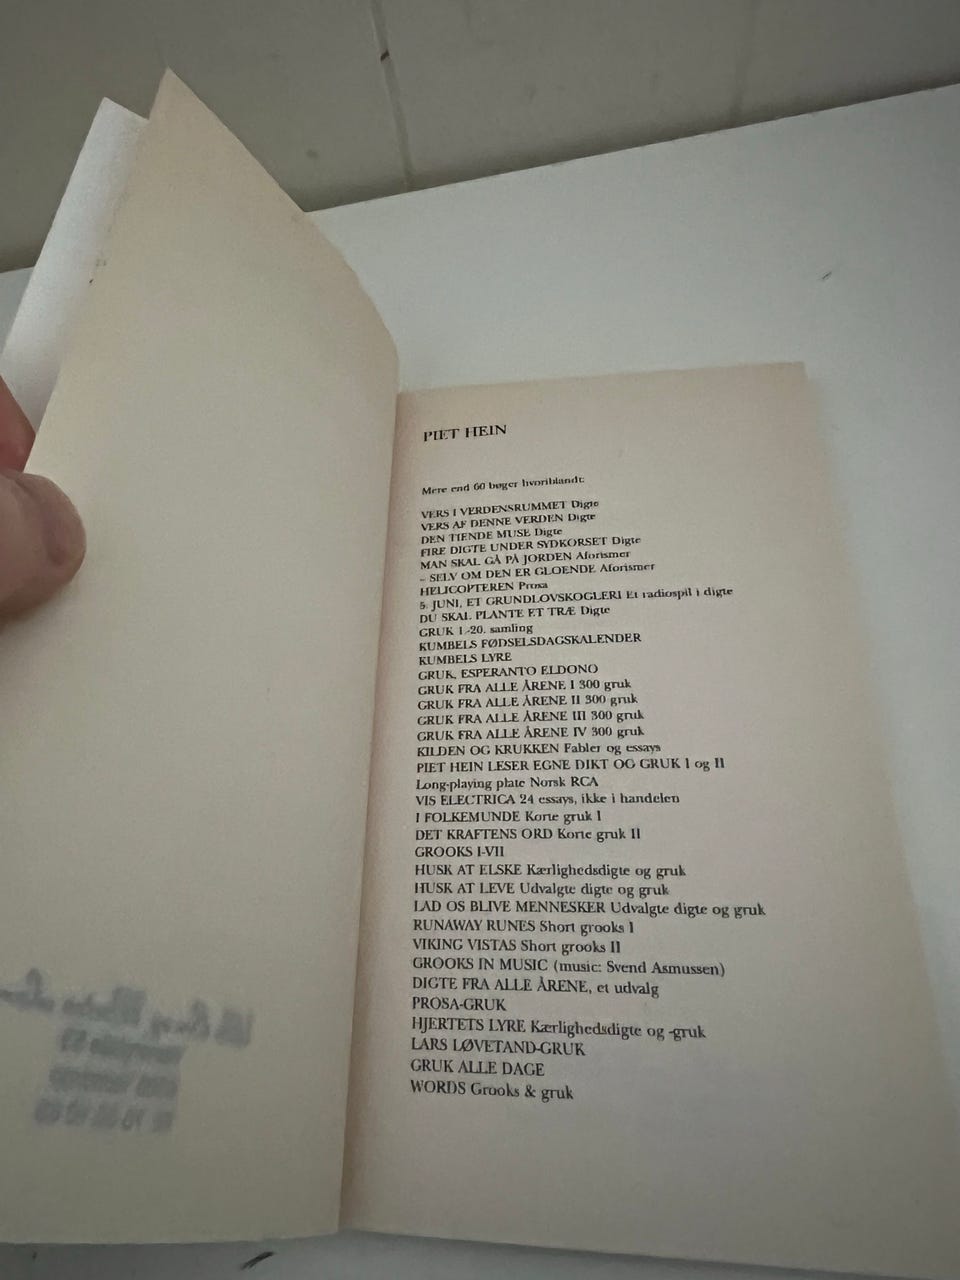 PIET HEIN
Mere end 60 bøger hvoriblandt:
VERS I VERDENSRUMMET Digte
VERS AF DENNE VERDEN Digte
DEN TIENDE MUSE Digte
FIRE DIGTE UNDER SYDKORSET Digte
MAN SKAL GÅ PÅ JORDEN Aforismer
– SELV OM DEN ER GLOENDE Aforismer
HELICOPTEREN Prosa
5. JUNI, ET GRUNDLOVSKOGLERI Et radiospil i digte
DU SKAL PLANTE ET TRÆ Digte
GRUK 1.-20. samling
KUMBELS FØDSELSDAGSKALENDER
KUMBELS LYRE
GRUK, ESPERANTO ELDONO
GRUK FRA ALLE ÅRENE I 300 gruk
GRUK FRA ALLE ÅRENE II 300 gruk
GRUK FRA ALLE ÅRENE III 300 gruk
GRUK FRA ALLE ÅRENE IV 300 gruk
KILDEN OG KRUKKEN Fabler og essays
PIET HEIN LESER EGNE DIKT OG GRUK I og II
Long-playing plate Norsk RCA
VIS ELECTRICA 24 essays, ikke i handelen
I FOLKEMUNDE Korte gruk I
DET KRAFTENS ORD Korte gruk II
GROOKS I-VII
HUSK AT ELSKE Kærlighedsdigte og gruk
HUSK AT LEVE Udvalgte digte og gruk
LAD OS BLIVE MENNESKER Udvalgte digte og gruk
RUNAWAY RUNES Short grooks I
VIKING VISTAS Short grooks II
GROOKS IN MUSIC (music: Svend Asmussen)
DIGTE FRA ALLE ÅRENE, et udvalg
PROSA-GRUK
HJERTETS LYRE Kærlighedsdigte og -gruk
LARS LØVETAND-GRUK
GRUK ALLE DAGE
WORDS Grooks & gruk